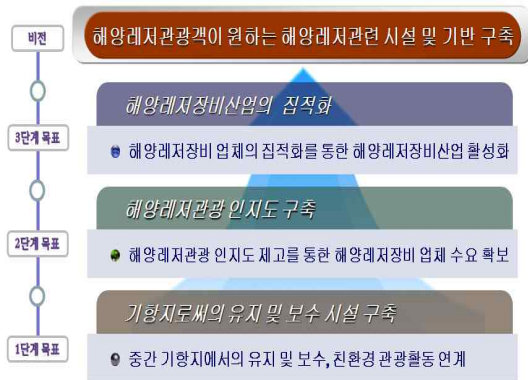 비전
해양레저관광객이 원하는 해양레저관련 시설 및 기반 구축
해양레저장비산업의 집적화
3단계 목표
해양레저장비 업체의 집적화를 통한 해양레저장비산업 활성화
해양레저관광 인지도 구축
2단계 목표
해양레저관광 인지도 제고를 통한 해양레저장비 업체 수요 확보
기항지로써의 유지 및 보수 시설 구축
1단계 목표
중간 기항지에서의 유지 및 보수, 친환경 관광활동 연계